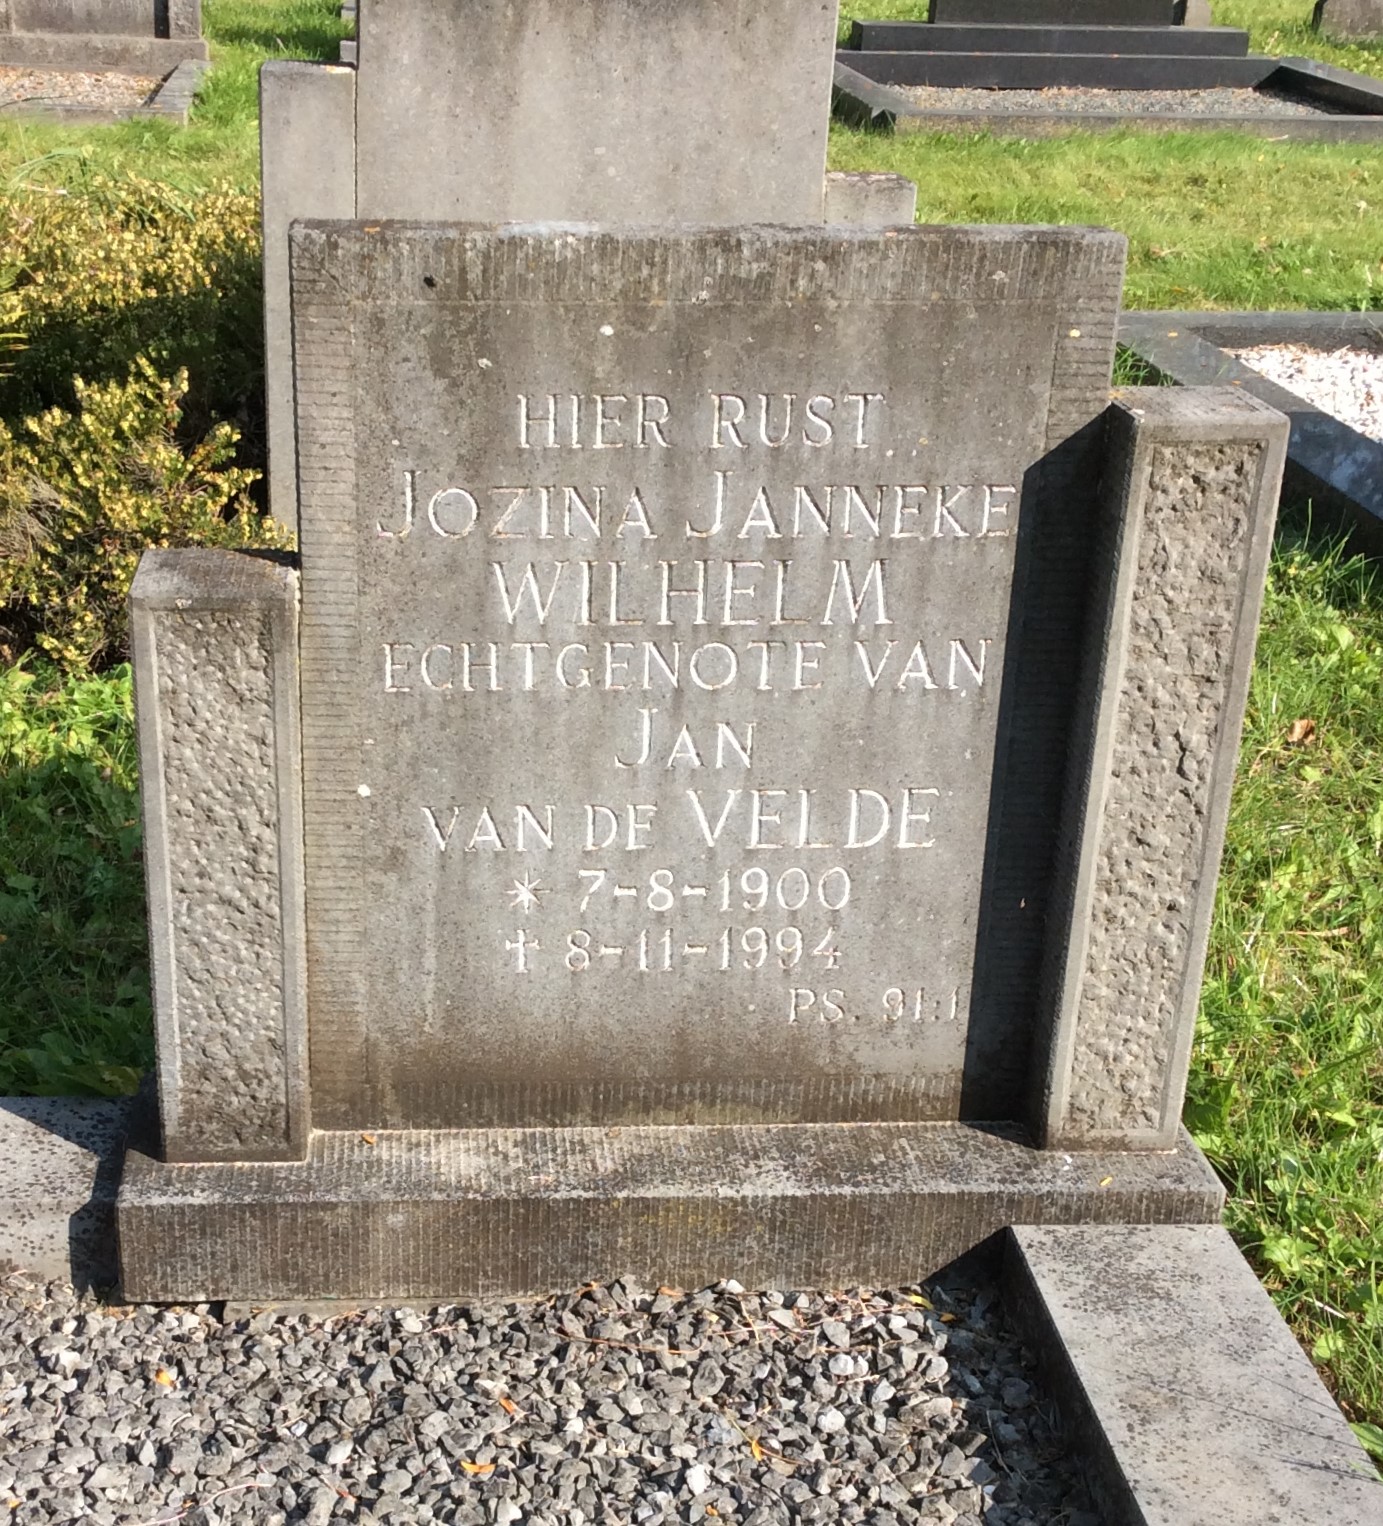 HIER RUST
JOZINA JANNEKE
WILHELM
ECHTGENOTE VAN
JAN
VAN DE VELDE
* 7-8-1900
✝ 8-11-1994
PS. 91:1